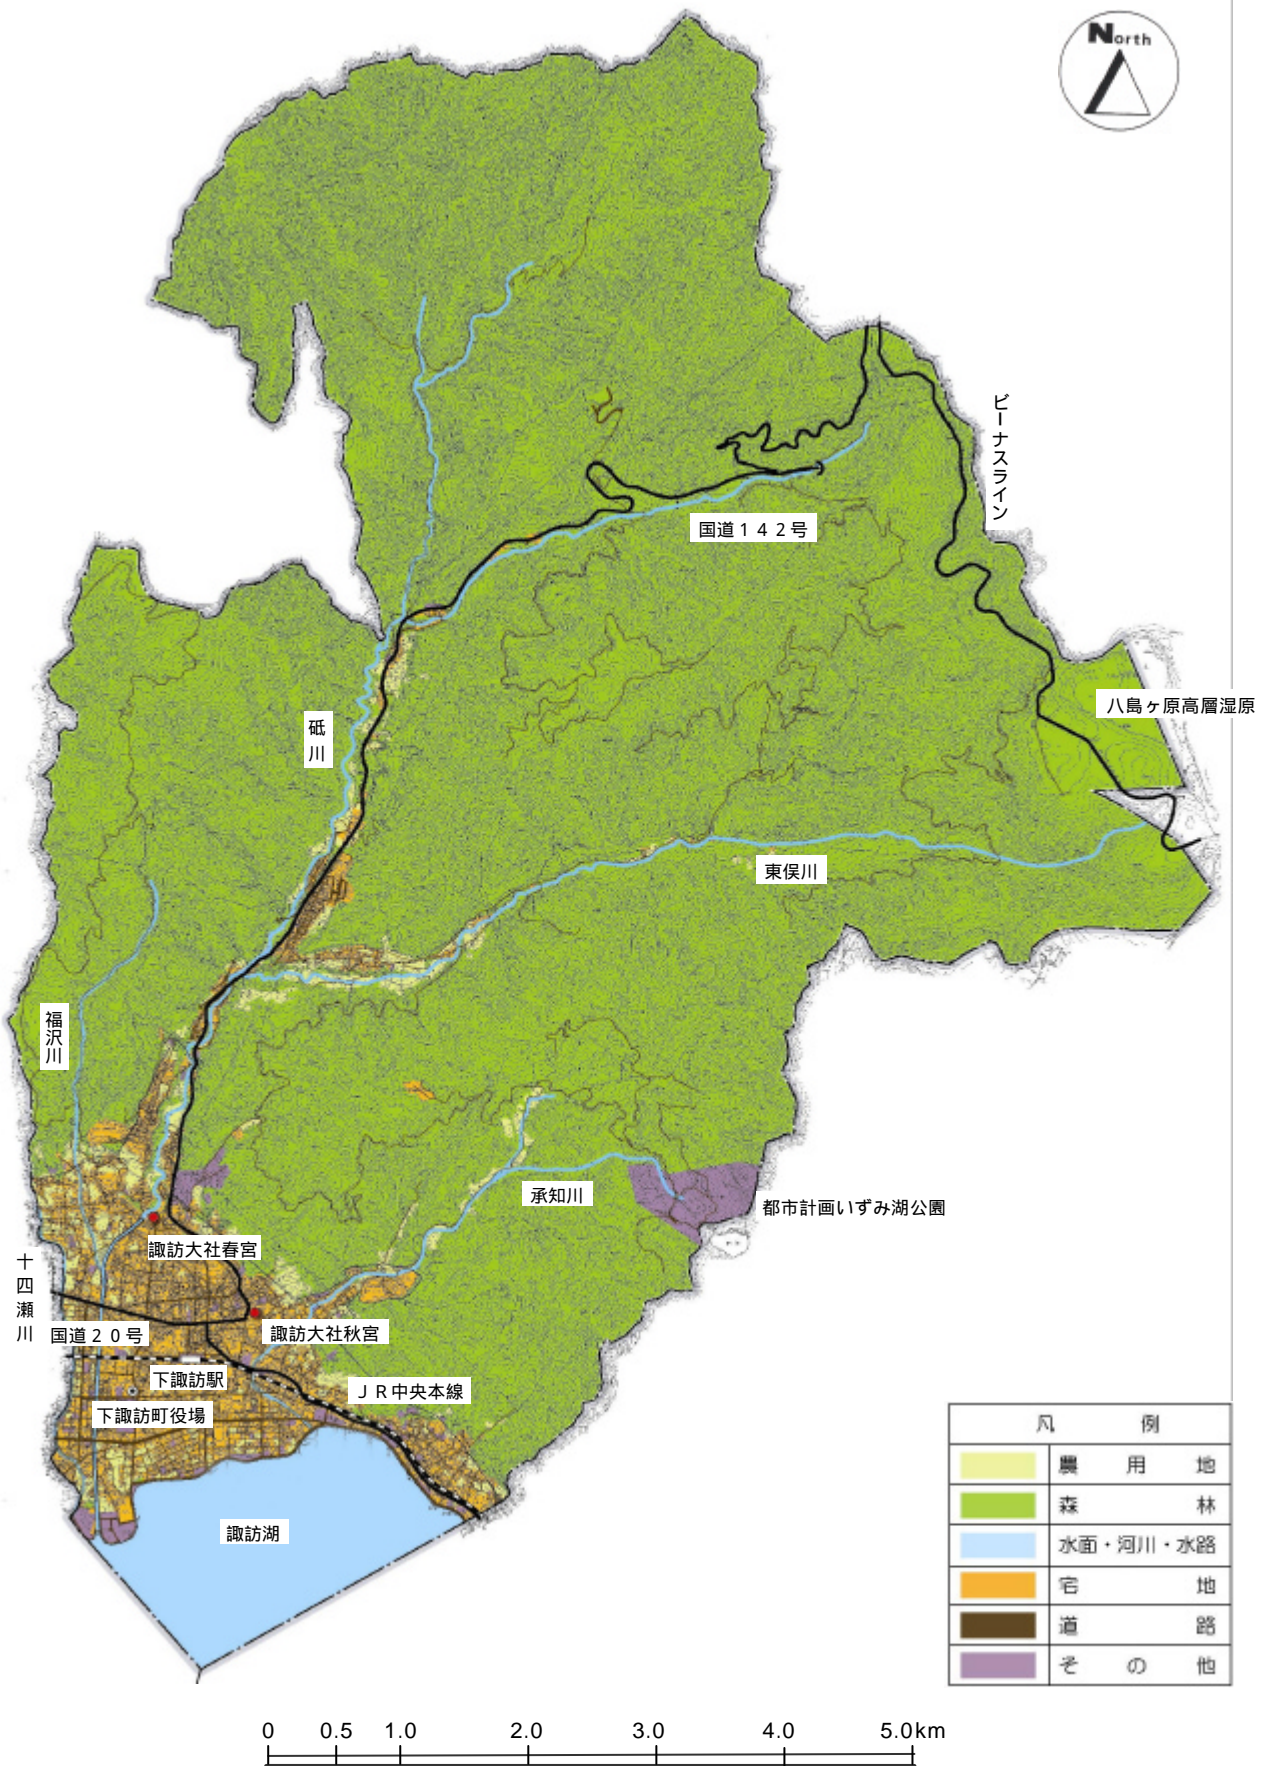 North
ビーナスライン
国道１４２号
八島ヶ原高層湿原
砥川
東俣川
福沢川
承知川
都市計画いずみ湖公園
諏訪大社春宮
十四瀬川
国道２０号
諏訪大社秋宮
下諏訪駅
ＪＲ中央本線
下諏訪町役場
諏訪湖
凡 例
農 用 地
森 林
水面・河川・水路
宅 地
道 路
そ の 他
0 0.5 1.0 2.0 3.0 4.0 5.0km